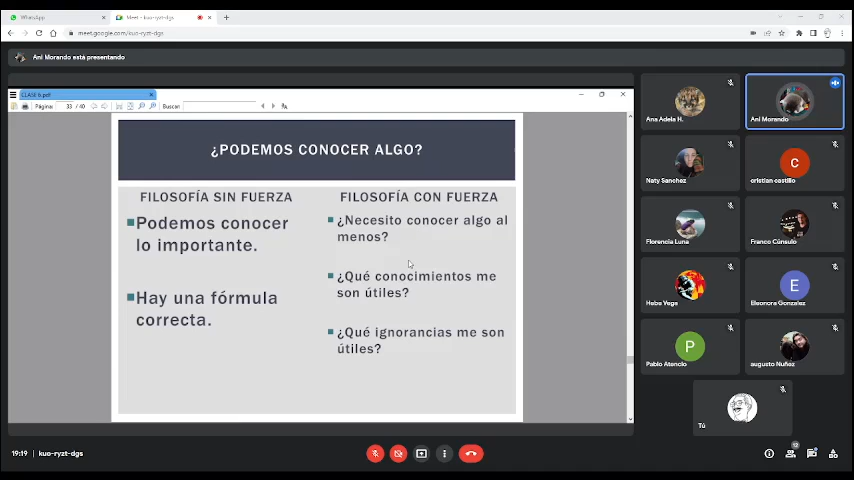 WhatsApp
Meet - kuo-ryzt-dgs
meet.google.com/kuo-ryzt-dgs
Ani Morando está presentando
CLASE 6.pdf
Página: 33 / 40
Buscar:
¿PODEMOS CONOCER ALGO?
FILOSOFÍA SIN FUERZA
Podemos conocer
lo importante.
Hay una fórmula
correcta.
FILOSOFÍA CON FUERZA
¿Necesito conocer algo al
menos?
¿Qué conocimientos me
son útiles?
¿Qué ignorancias me son
útiles?
Ana Adela H.
Ani Morando
Naty Sanchez
C
cristian castillo
Florencia Luna
Franco Cúnsulo
Hebe Vega
E
Eleonora Gonzalez
P
Pablo Atencio
augusto Nuñez
Tú
19:19
kuo-ryzt-dgs
12